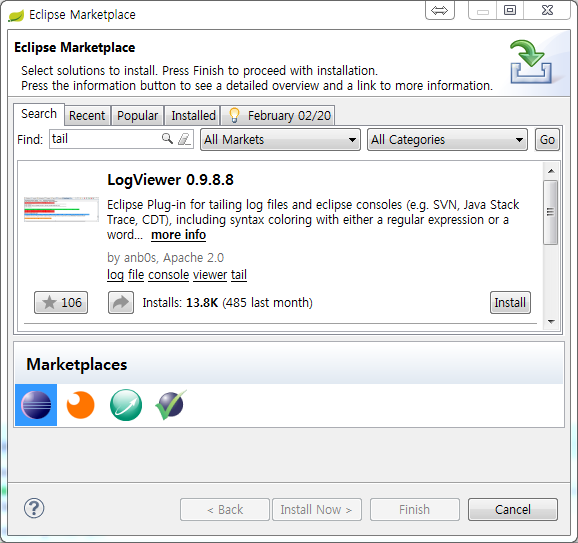 Eclipse Marketplace
Eclipse Marketplace
Select solutions to install. Press Finish to proceed with installation.
Press the information button to see a detailed overview and a link to more information.
Search Recent Popular Installed February 02/20
Find: tail All Markets All Categories Go
LogViewer 0.9.8.8
Eclipse Plug-in for tailing log files and eclipse consoles (e.g. SVN, Java Stack
Trace, CDT), including syntax coloring with either a regular expression or a
word... more info
by anb0s, Apache 2.0
log file console viewer tail
106 Installs: 13.8K (485 last month) Install
Marketplaces
< Back Install Now > Finish Cancel